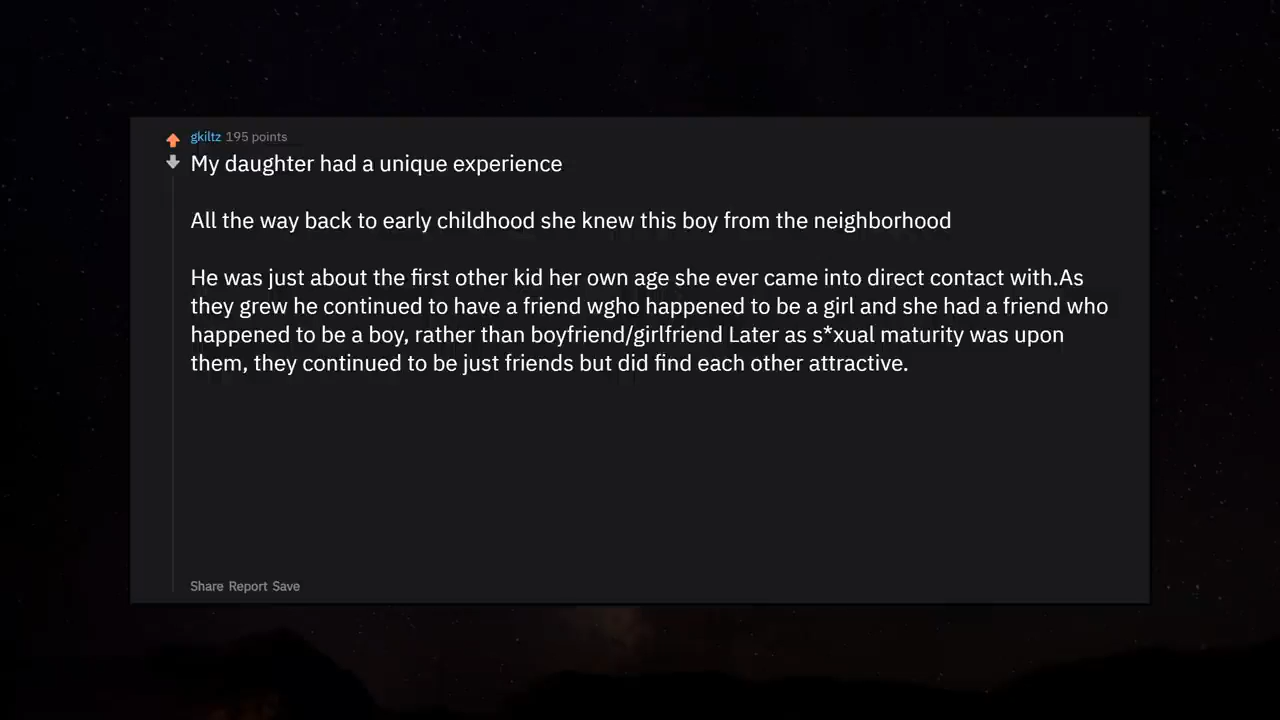 gkiltz 195 points
My daughter had a unique experience
All the way back to early childhood she knew this boy from the neighborhood
He was just about the first other kid her own age she ever came into direct contact with.As
they grew he continued to have a friend wgho happened to be a girl and she had a friend who
happened to be a boy, rather than boyfriend/girlfriend Later as s*xual maturity was upon
them, they continued to be just friends but did find each other attractive.
Share Report Save